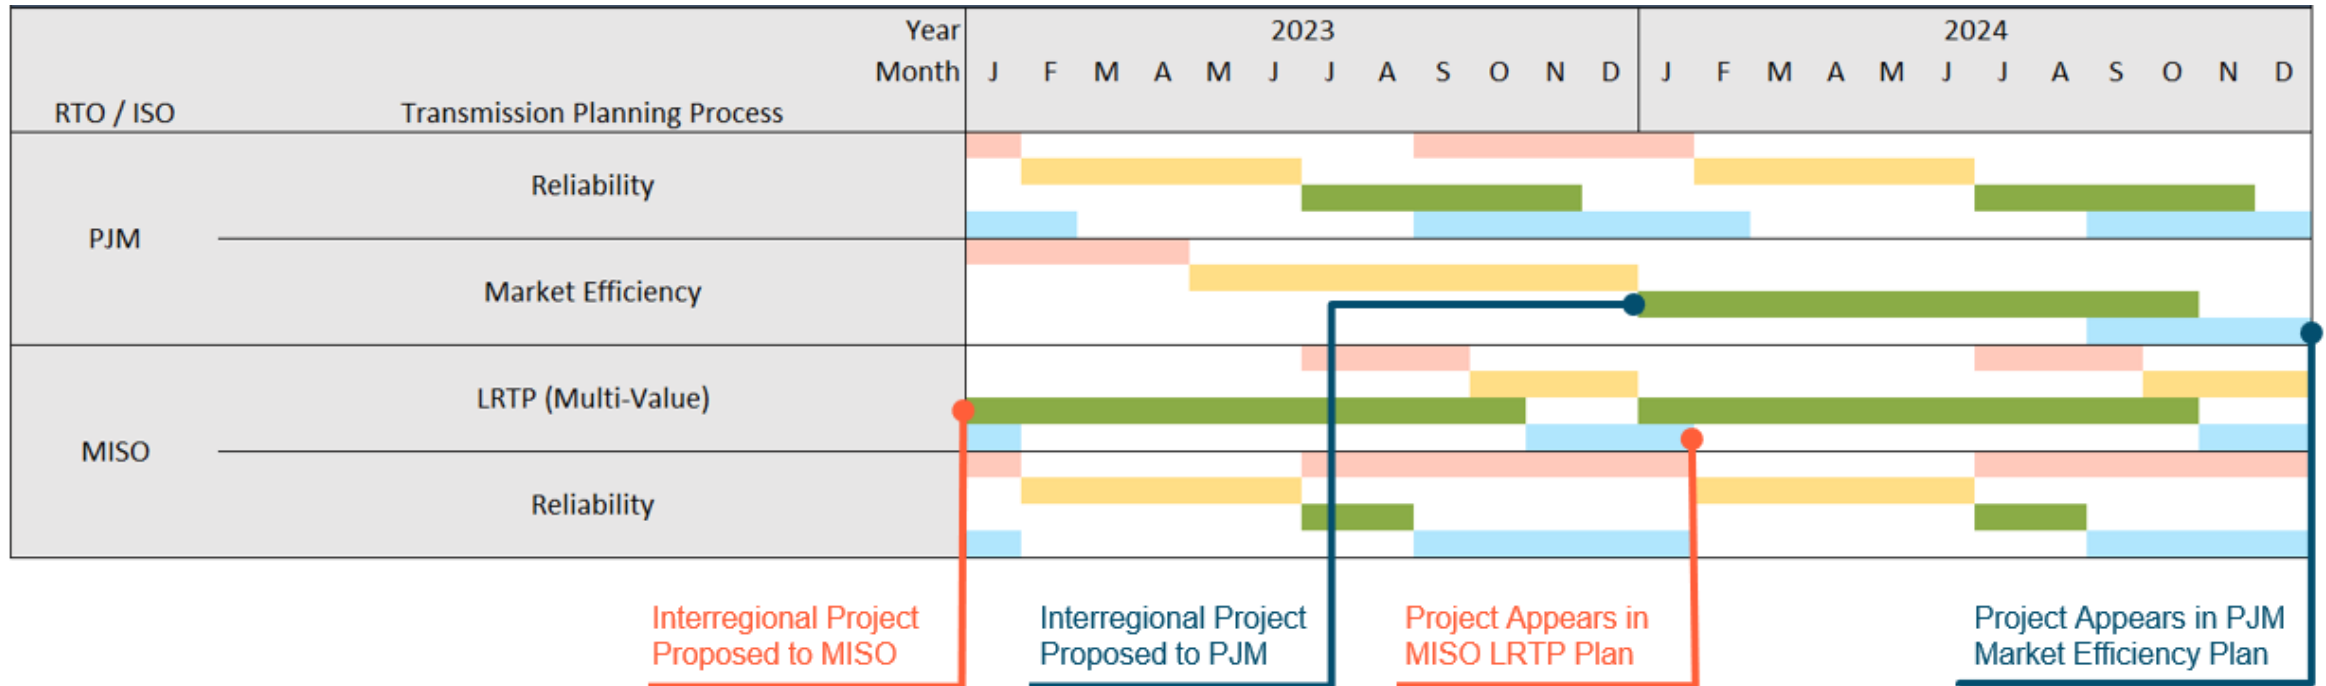 Year 2023 2024
Month J F M A M J J A S O N D J F M A M J J A S O N D
RTO / ISO Transmission Planning Process
Reliability
PJM
Market Efficiency
LRTP (Multi-Value)
MISO
Reliability
Interregional Project
Proposed to MISO
Interregional Project
Proposed to PJM
Project Appears in
MISO LRTP Plan
Project Appears in PJM
Market Efficiency Plan